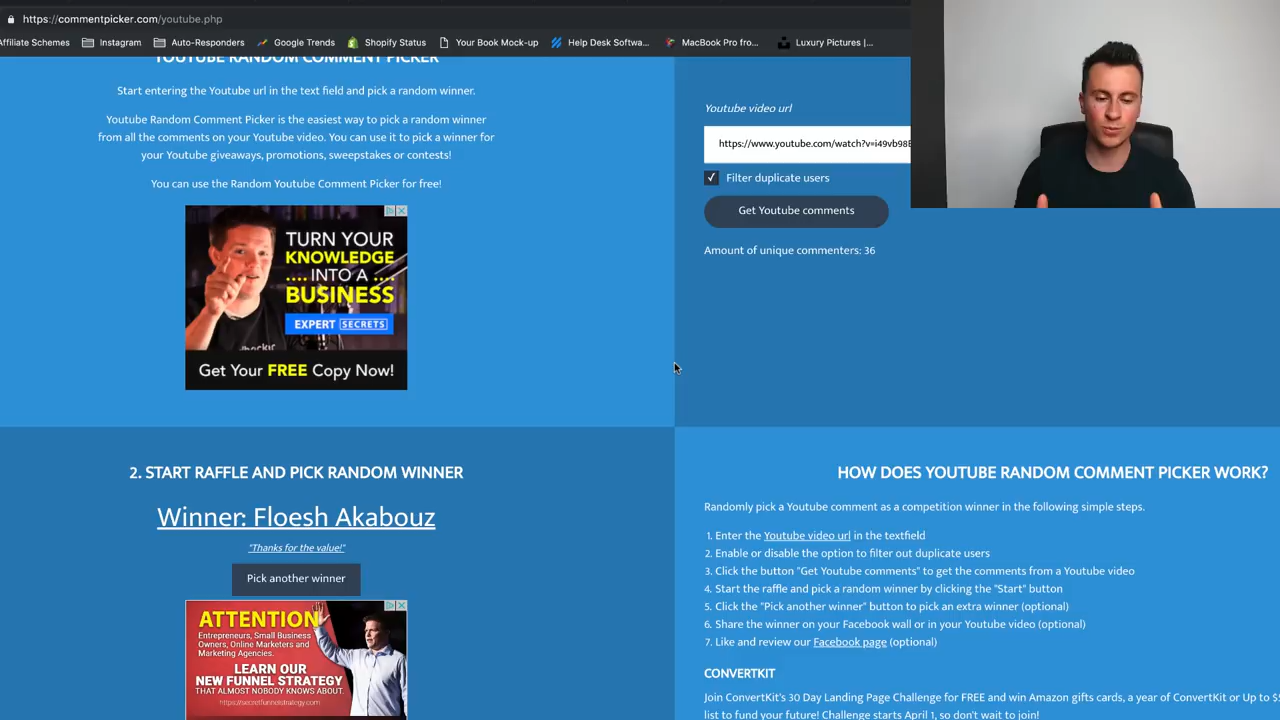 https://commentpicker.com/youtube.php
Affiliate Schemes Instagram Auto-Responders Google Trends Shopify Status Your Book Mock-up Help Desk Softwa... MacBook Pro fro... Luxury Pictures |...
YOUTUBE RANDOM COMMENT PICKER
Start entering the Youtube url in the text field and pick a random winner.
Youtube Random Comment Picker is the easiest way to pick a random winner
from all the comments on your Youtube video. You can use it to pick a winner for
your Youtube giveaways, promotions, sweepstakes or contests!
You can use the Random Youtube Comment Picker for free!
TURN YOUR
KNOWLEDGE
.... INTO A ....
BUSINESS
EXPERT SECRETS
Get Your FREE Copy Now!
Youtube video url
https://www.youtube.com/watch?v=i49vb98
Filter duplicate users
Get Youtube comments
Amount of unique commenters: 36
2. START RAFFLE AND PICK RANDOM WINNER
Winner: Floesh Akabouz
"Thanks for the value!"
Pick another winner
ATTENTION
Entrepreneurs, Small Business
Owners, Online Marketers and
Marketing Agencies.
LEARN OUR
NEW FUNNEL STRATEGY
THAT ALMOST NOBODY KNOWS ABOUT.
https://secretfunnelstrategy.com
HOW DOES YOUTUBE RANDOM COMMENT PICKER WORK?
Randomly pick a Youtube comment as a competition winner in the following simple steps.
1. Enter the Youtube video url in the textfield
2. Enable or disable the option to filter out duplicate users
3. Click the button "Get Youtube comments" to get the comments from a Youtube video
4. Start the raffle and pick a random winner by clicking the "Start" button
5. Click the "Pick another winner" button to pick an extra winner (optional)
6. Share the winner on your Facebook wall or in your Youtube video (optional)
7. Like and review our Facebook page (optional)
CONVERTKIT
Join ConvertKit's 30 Day Landing Page Challenge for FREE and win Amazon gifts cards, a year of ConvertKit or Up to
list to fund your future! Challenge starts April 1, so don't wait to join!